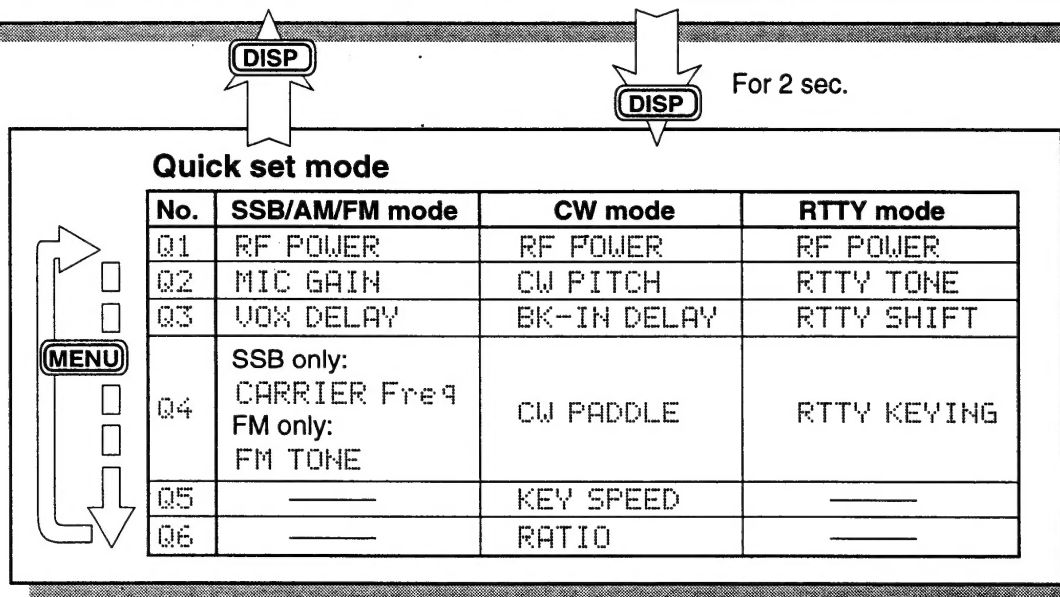 DISP
DISP For 2 sec.
Quick set mode
No. SSB/AM/FM mode CW mode RTTY mode
Q1 RF POWER RF POWER RF POWER
Q2 MIC GAIN CW PITCH RTTY TONE
Q3 VOX DELAY BK-IN DELAY RTTY SHIFT
MENU
Q4 SSB only:
CARRIER Freq
FM only:
FM TONE
CW PADDLE RTTY KEYING
Q5 —— KEY SPEED ——
Q6 —— RATIO ——